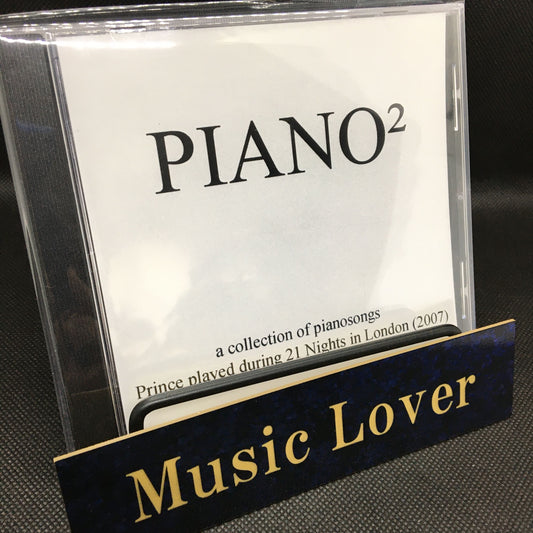 PIANO²
a collection of pianosongs
Prince played during 21 Nights in London (2007)
Music Lover